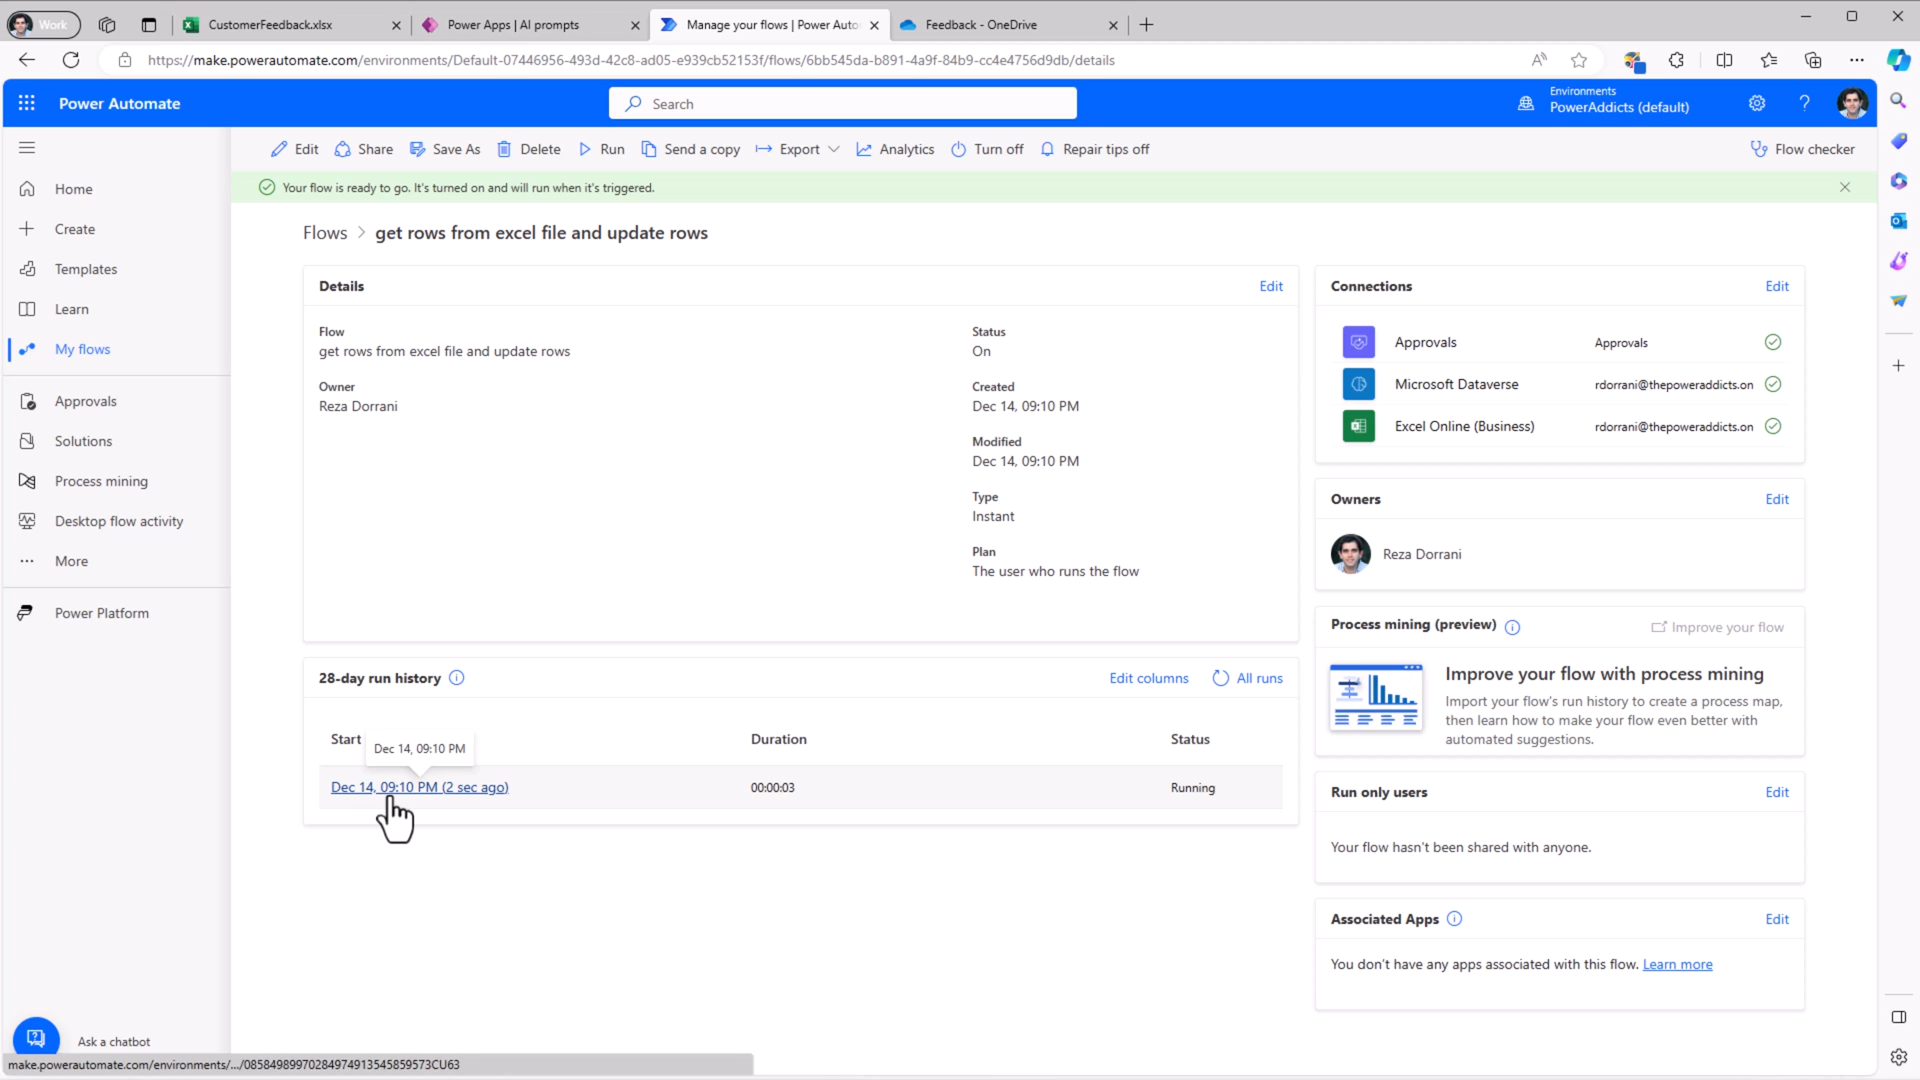 Work
CustomerFeedback.xlsx
Power Apps | AI prompts
Manage your flows | Power Auto
Feedback - OneDrive
https://make.powerautomate.com/environments/Default-07446956-493d-42c8-ad05-e939cb52153f/flows/6bb545da-b891-4a9f-84b9-cc4e4756d9db/details
Power Automate
Search
Environments
PowerAddicts (default)
Edit
Share
Save As
Delete
Run
Send a copy
Export
Analytics
Turn off
Repair tips off
Flow checker
Your flow is ready to go. It's turned on and will run when it's triggered.
Home
Create
Templates
Learn
My flows
Approvals
Solutions
Process mining
Desktop flow activity
More
Power Platform
Ask a chatbot
Flows > get rows from excel file and update rows
Details
Edit
Flow
get rows from excel file and update rows
Owner
Reza Dorrani
Status
On
Created
Dec 14, 09:10 PM
Modified
Dec 14, 09:10 PM
Type
Instant
Plan
The user who runs the flow
28-day run history
Edit columns
All runs
Start
Duration
Status
Dec 14, 09:10 PM
Dec 14, 09:10 PM (2 sec ago)
00:00:03
Running
Connections
Edit
Approvals
Approvals
Microsoft Dataverse
rdorrani@thepoweraddicts.on
Excel Online (Business)
rdorrani@thepoweraddicts.on
Owners
Edit
Reza Dorrani
Process mining (preview)
Improve your flow
Improve your flow with process mining
Import your flow's run history to create a process map,
then learn how to make your flow even better with
automated suggestions.
Run only users
Edit
Your flow hasn't been shared with anyone.
Associated Apps
Edit
You don't have any apps associated with this flow. Learn more
make.powerautomate.com/environments/.../08584989970284974913545859573CU63